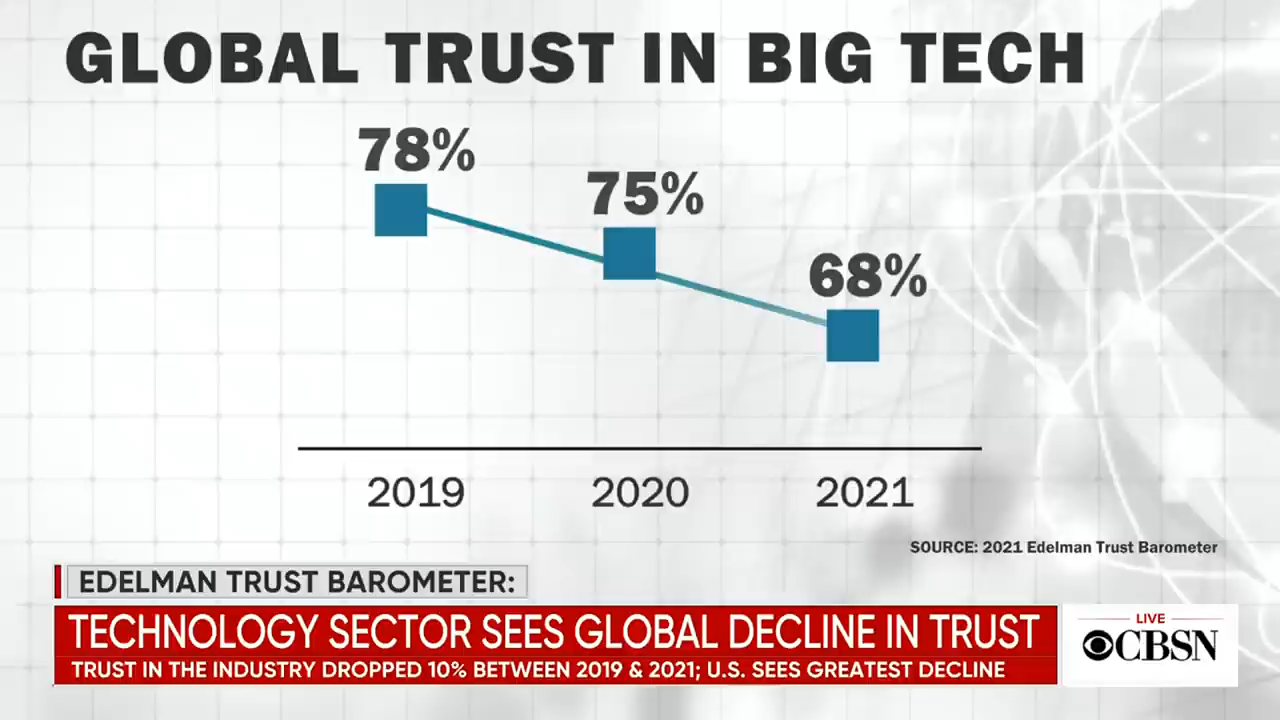 GLOBAL TRUST IN BIG TECH
78%
75%
68%
2019 2020 2021
SOURCE: 2021 Edelman Trust Barometer
EDELMAN TRUST BAROMETER:
TECHNOLOGY SECTOR SEES GLOBAL DECLINE IN TRUST
TRUST IN THE INDUSTRY DROPPED 10% BETWEEN 2019 & 2021; U.S. SEES GREATEST DECLINE
LIVE
CBSN